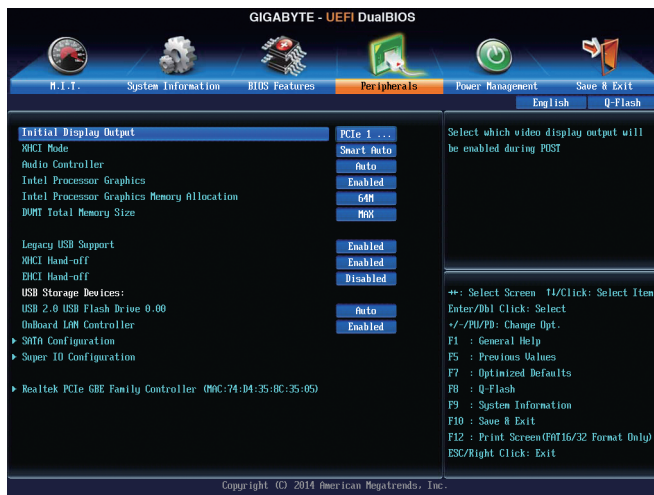 GIGABYTE - UEFI DualBIOS
M.I.T. System Information BIOS Features Peripherals Power Management Save & Exit
English Q-Flash
Initial Display Output PCIe 1 ...
XHCI Mode Smart Auto
Audio Controller Auto
Intel Processor Graphics Enabled
Intel Processor Graphics Memory Allocation 64M
DVMT Total Memory Size MAX
Legacy USB Support Enabled
XHCI Hand-off Enabled
EHCI Hand-off Disabled
USB Storage Devices:
USB 2.0 USB Flash Drive 0.00 Auto
OnBoard LAN Controller Enabled
SATA Configuration
Super IO Configuration
Realtek PCIe GBE Family Controller (MAC:74:D4:35:8C:35:05)
Select which video display output will
be enabled during POST
↔: Select Screen ↑↓/Click: Select Item
Enter/Dbl Click: Select
+/-/PU/PD: Change Opt.
F1 : General Help
F5 : Previous Values
F7 : Optimized Defaults
F8 : Q-Flash
F9 : System Information
F10 : Save & Exit
F12 : Print Screen(FAT16/32 Format Only)
ESC/Right Click: Exit
Copyright (C) 2014 American Megatrends, Inc.